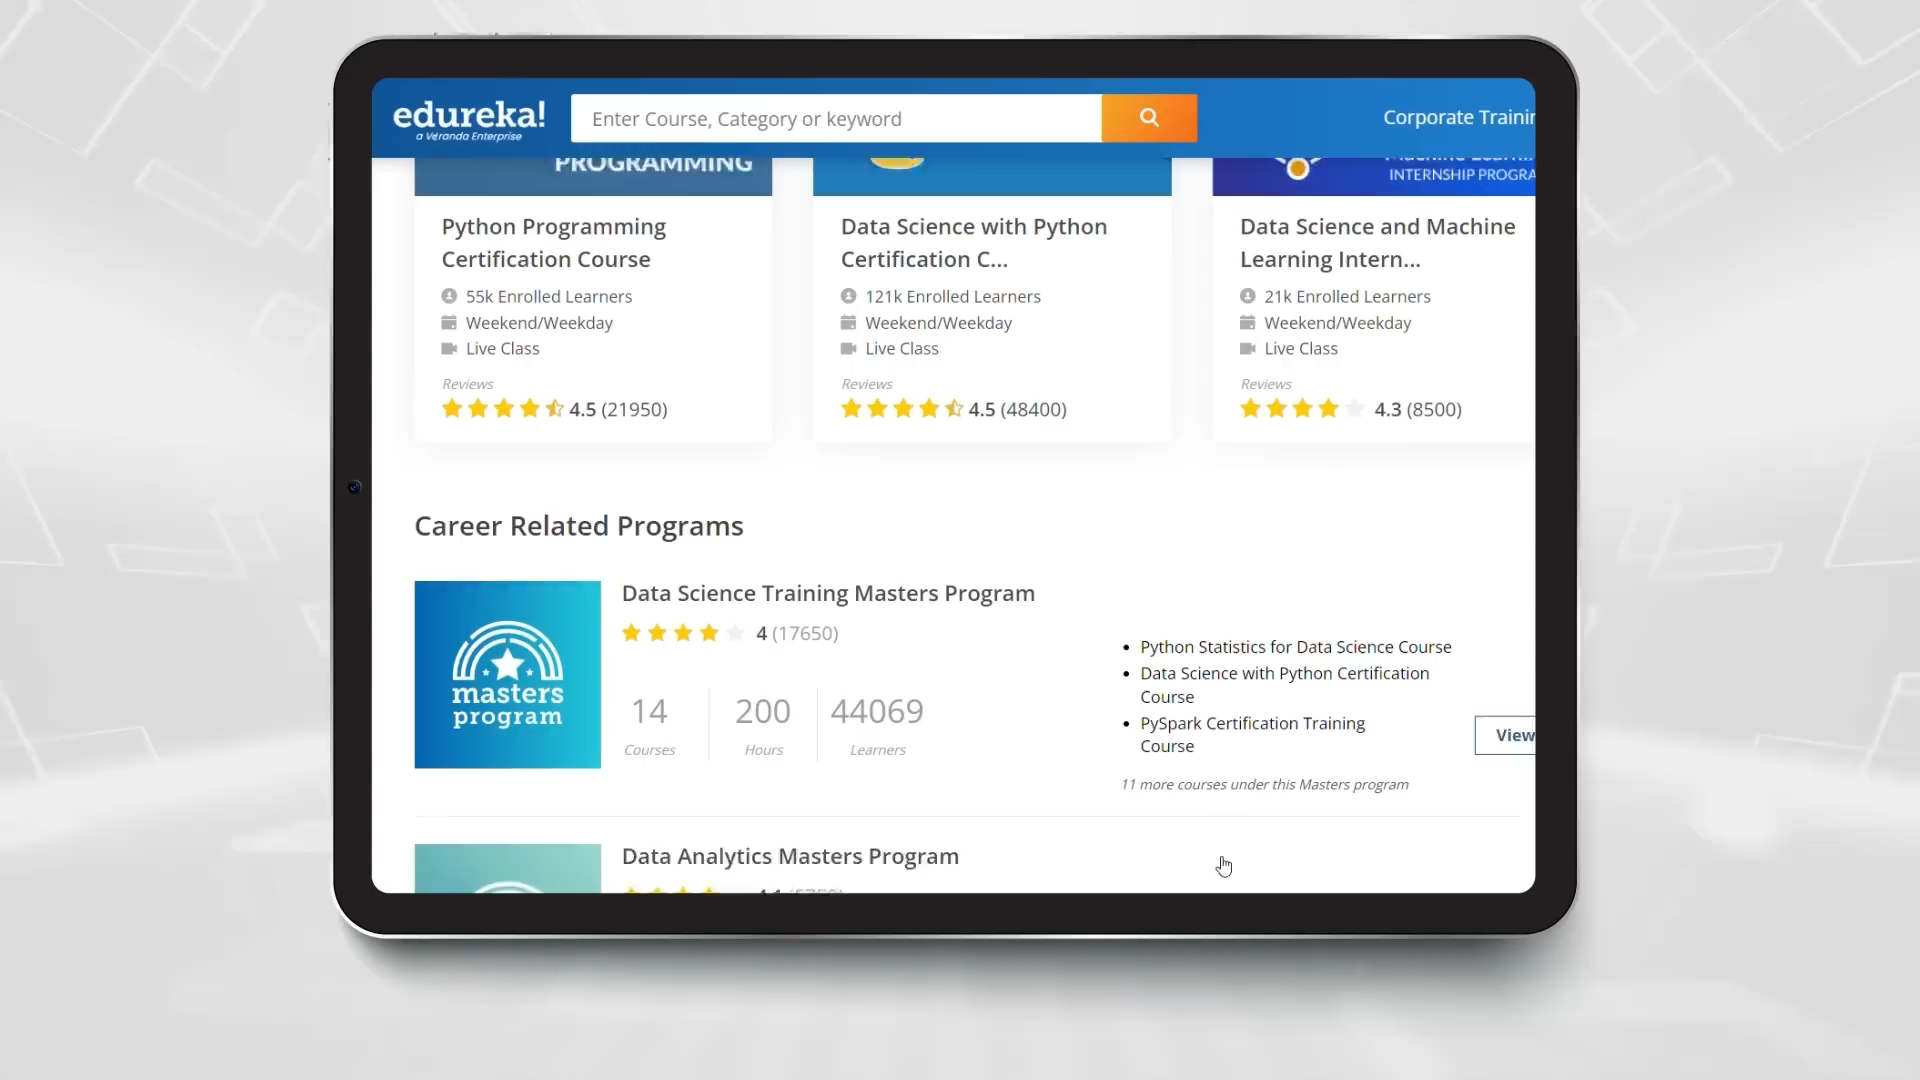 edureka!
a Veranda Enterprise
Enter Course, Category or keyword
Corporate Trainin
PROGRAMMING
INTERNSHIP PROGRA
Python Programming
Certification Course
55k Enrolled Learners
Weekend/Weekday
Live Class
Reviews
4.5 (21950)
Data Science with Python
Certification C...
121k Enrolled Learners
Weekend/Weekday
Live Class
Reviews
4.5 (48400)
Data Science and Machine
Learning Intern...
21k Enrolled Learners
Weekend/Weekday
Live Class
Reviews
4.3 (8500)
Career Related Programs
masters
program
Data Science Training Masters Program
4 (17650)
14
Courses
200
Hours
44069
Learners
• Python Statistics for Data Science Course
• Data Science with Python Certification
Course
• PySpark Certification Training
Course
11 more courses under this Masters program
View
Data Analytics Masters Program